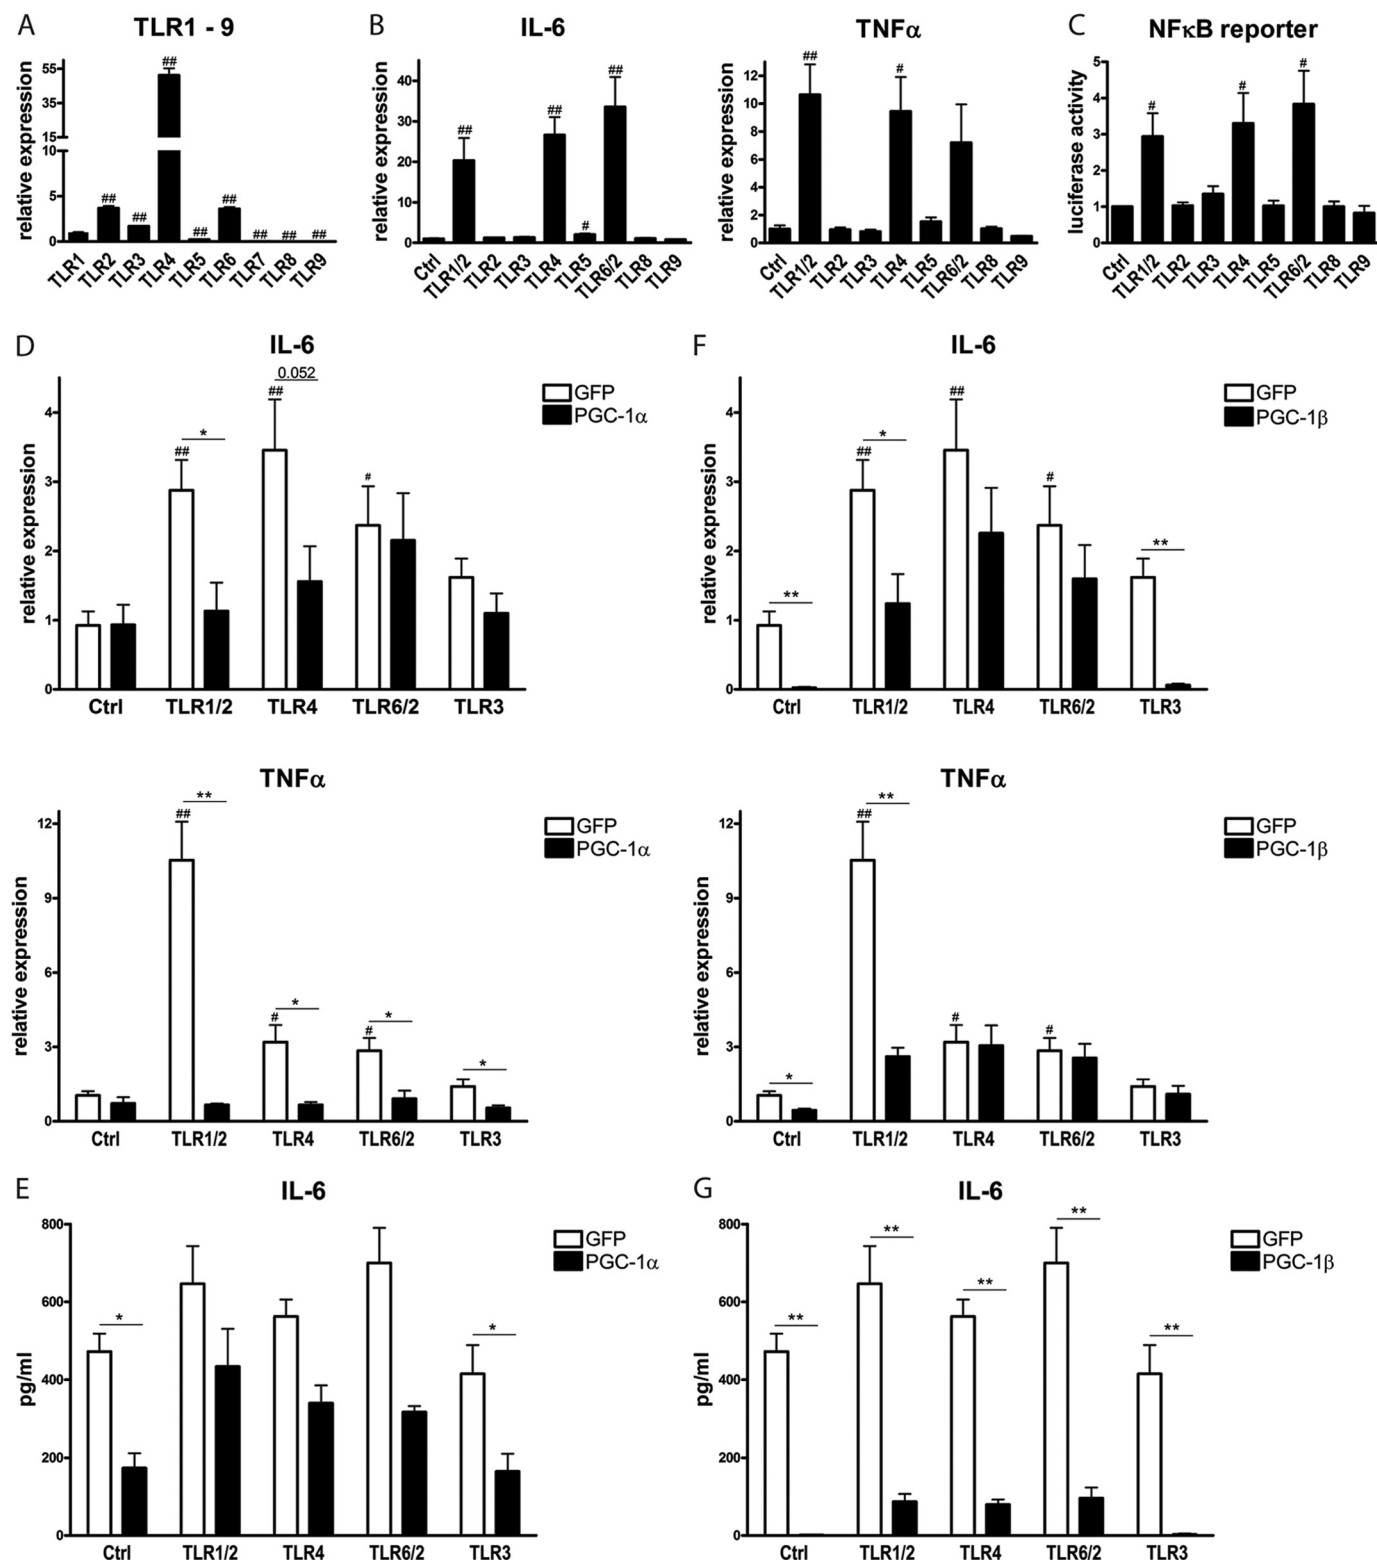 A
TLR1 - 9
relative expression
55
35
15
10
5
0
##
##
##
##
##
##
##
##
TLR1
TLR2
TLR3
TLR4
TLR5
TLR6
TLR7
TLR8
TLR9
B
IL-6
relative expression
40
30
20
10
0
##
##
#
##
Ctrl
TLR1/2
TLR2
TLR3
TLR4
TLR5
TLR6/2
TLR8
TLR9
TNFα
relative expression
12
10
8
6
4
2
0
##
#
Ctrl
TLR1/2
TLR2
TLR3
TLR4
TLR5
TLR6/2
TLR8
TLR9
C
NFκB reporter
luciferase activity
5
4
3
2
1
0
#
#
#
Ctrl
TLR1/2
TLR2
TLR3
TLR4
TLR5
TLR6/2
TLR8
TLR9
D
IL-6
relative expression
4
3
2
1
0
##
*
##
0.052
#
GFP
PGC-1α
Ctrl
TLR1/2
TLR4
TLR6/2
TLR3
TNFα
relative expression
12
9
6
3
0
##
**
#
*
#
*
*
GFP
PGC-1α
Ctrl
TLR1/2
TLR4
TLR6/2
TLR3
E
IL-6
pg/ml
800
600
400
200
0
*
*
GFP
PGC-1α
Ctrl
TLR1/2
TLR4
TLR6/2
TLR3
F
IL-6
relative expression
4
3
2
1
0
**
##
*
##
#
**
GFP
PGC-1β
Ctrl
TLR1/2
TLR4
TLR6/2
TLR3
TNFα
relative expression
12
9
6
3
0
*
##
**
#
#
GFP
PGC-1β
Ctrl
TLR1/2
TLR4
TLR6/2
TLR3
G
IL-6
pg/ml
800
600
400
200
0
**
**
**
**
**
GFP
PGC-1β
Ctrl
TLR1/2
TLR4
TLR6/2
TLR3